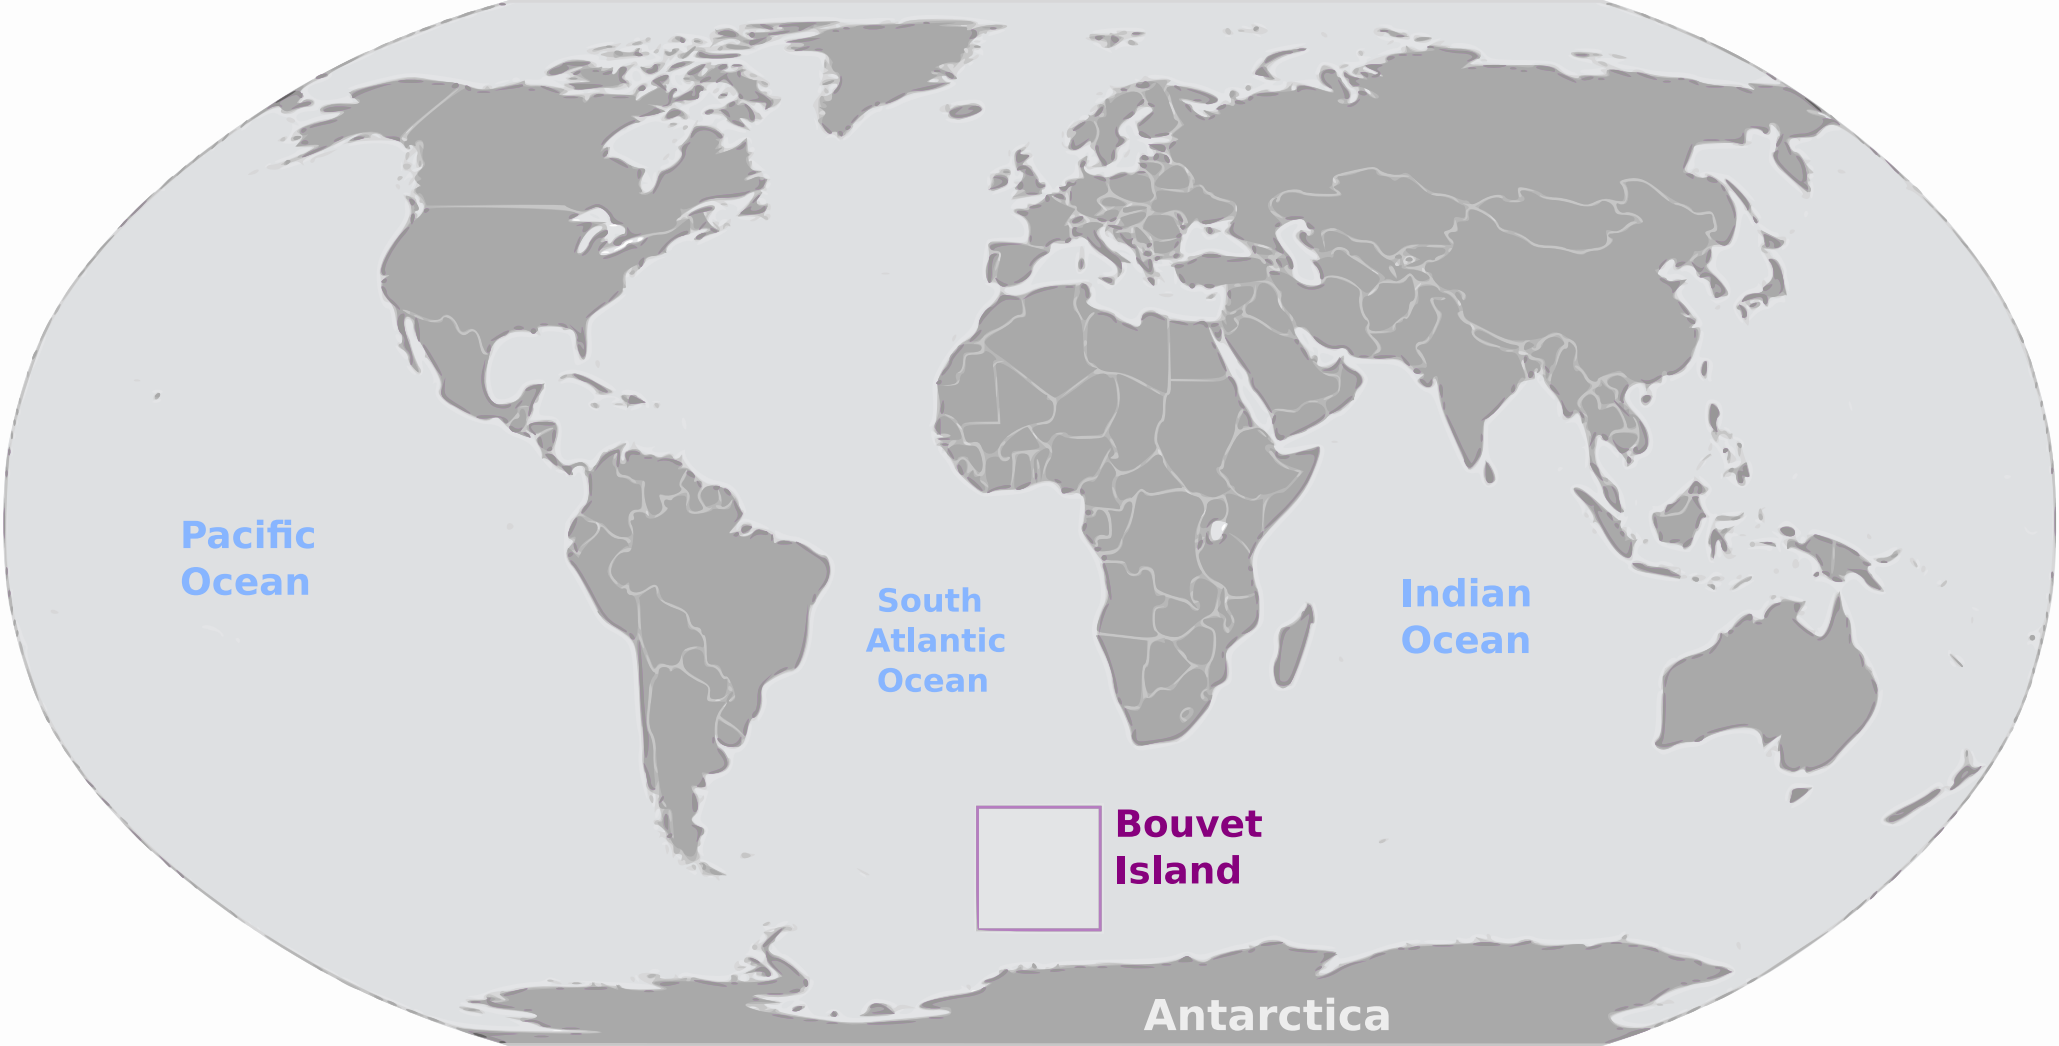 Pacific
Ocean
South
Atlantic
Ocean
Indian
Ocean
Bouvet
Island
Antarctica